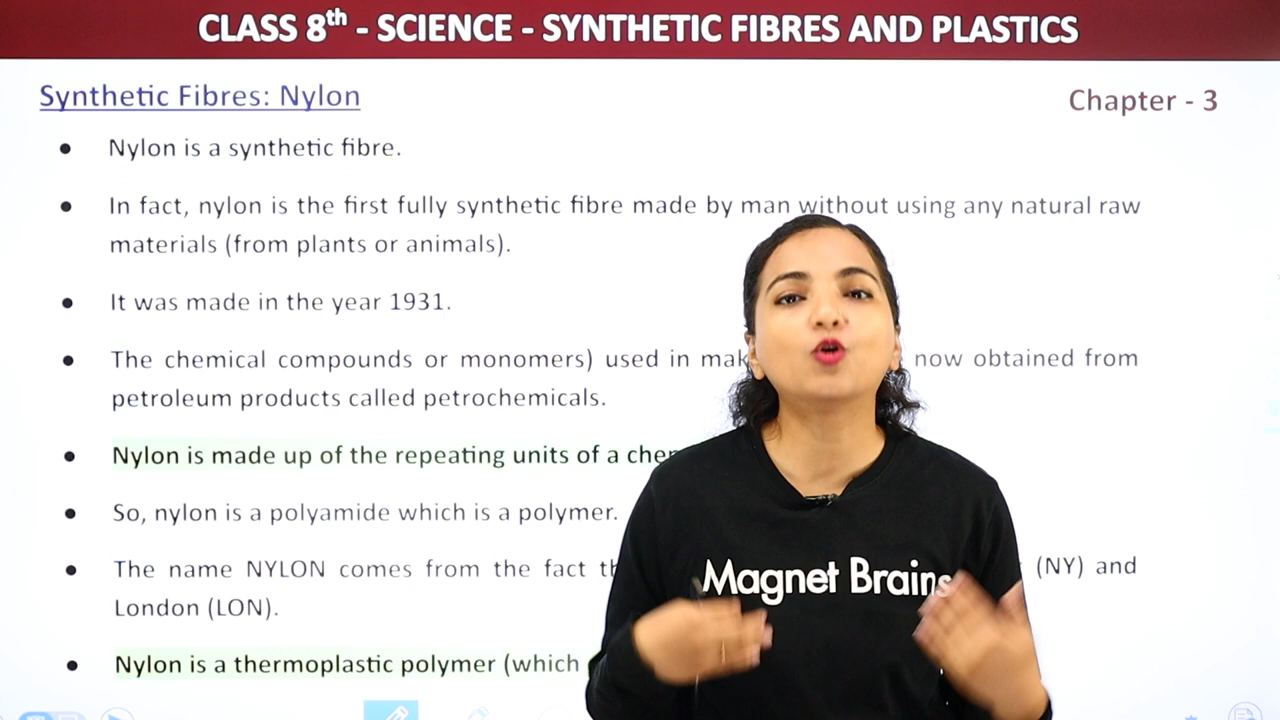 CLASS 8th - SCIENCE - SYNTHETIC FIBRES AND PLASTICS
Synthetic Fibres: Nylon
Chapter - 3
Nylon is a synthetic fibre.
In fact, nylon is the first fully synthetic fibre made by man without using any natural raw
materials (from plants or animals).
It was made in the year 1931.
The chemical compounds or monomers) used in now obtained from
petroleum products called petrochemicals.
Nylon is made up of the repeating units of a
So, nylon is a polyamide which is a polymer.
The name NYLON comes from the fact (NY) and
London (LON).
Nylon is a thermoplastic polymer (which
Magnet Brains